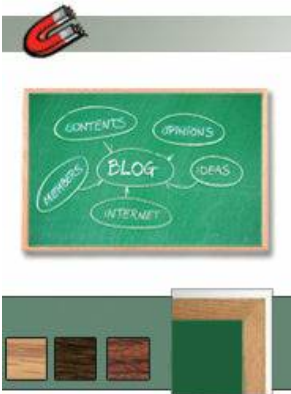 CONTENTS
OPINIONS
BLOG
IDEAS
MEMBERS
INTERNET